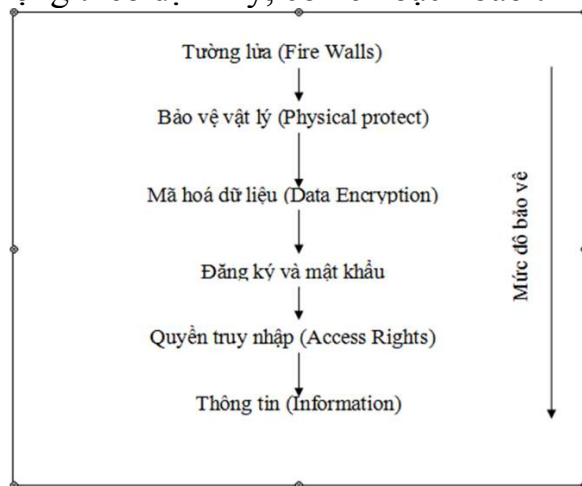 Tường lửa (Fire Walls)
Bảo vệ vật lý (Physical protect)
Mã hoá dữ liệu (Data Encryption)
Đăng ký và mật khẩu
Quyền truy nhập (Access Rights)
Thông tin (Information)
Mức độ bảo vệ